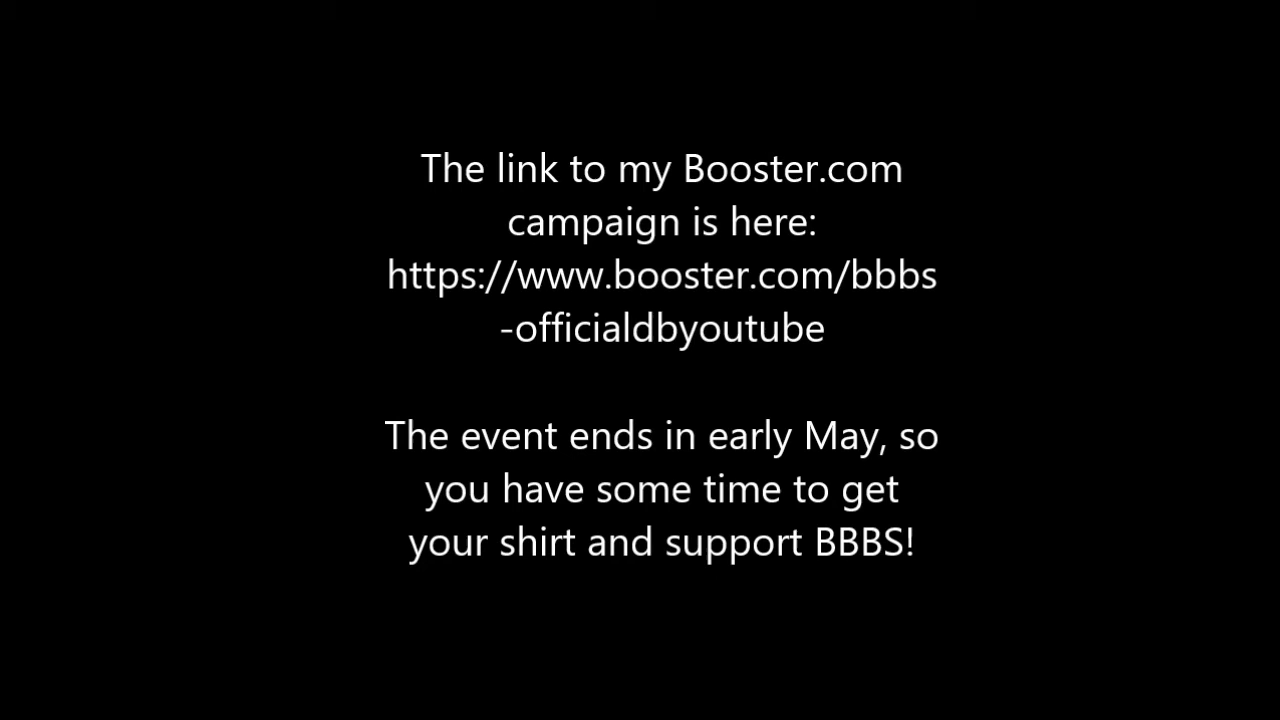 The link to my Booster.com
campaign is here:
https://www.booster.com/bbbs
-officialdbyoutube
The event ends in early May, so
you have some time to get
your shirt and support BBBS!